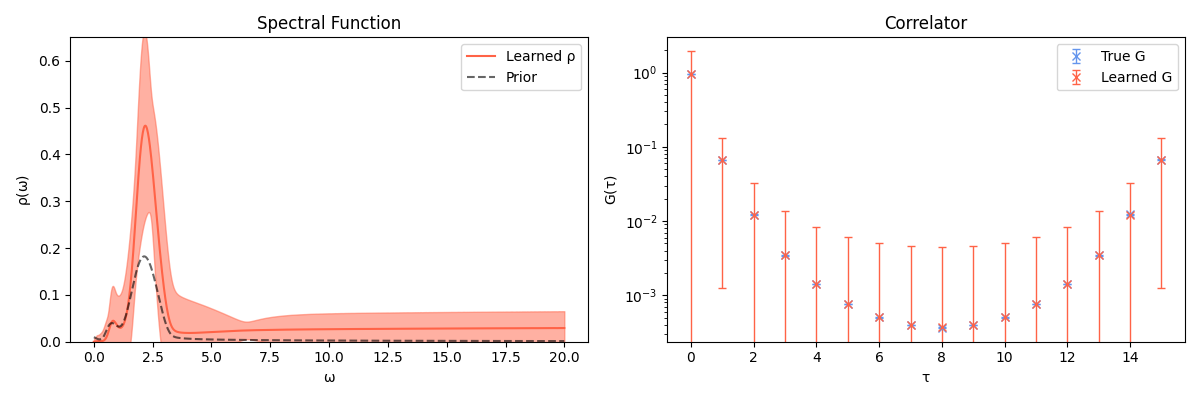 Spectral Function
ρ(ω)
0.6
0.5
0.4
0.3
0.2
0.1
0.0
0.0 2.5 5.0 7.5 10.0 12.5 15.0 17.5 20.0
ω
Learned ρ
Prior
Correlator
G(τ)
10⁰
10⁻¹
10⁻²
10⁻³
0 2 4 6 8 10 12 14
τ
True G
Learned G